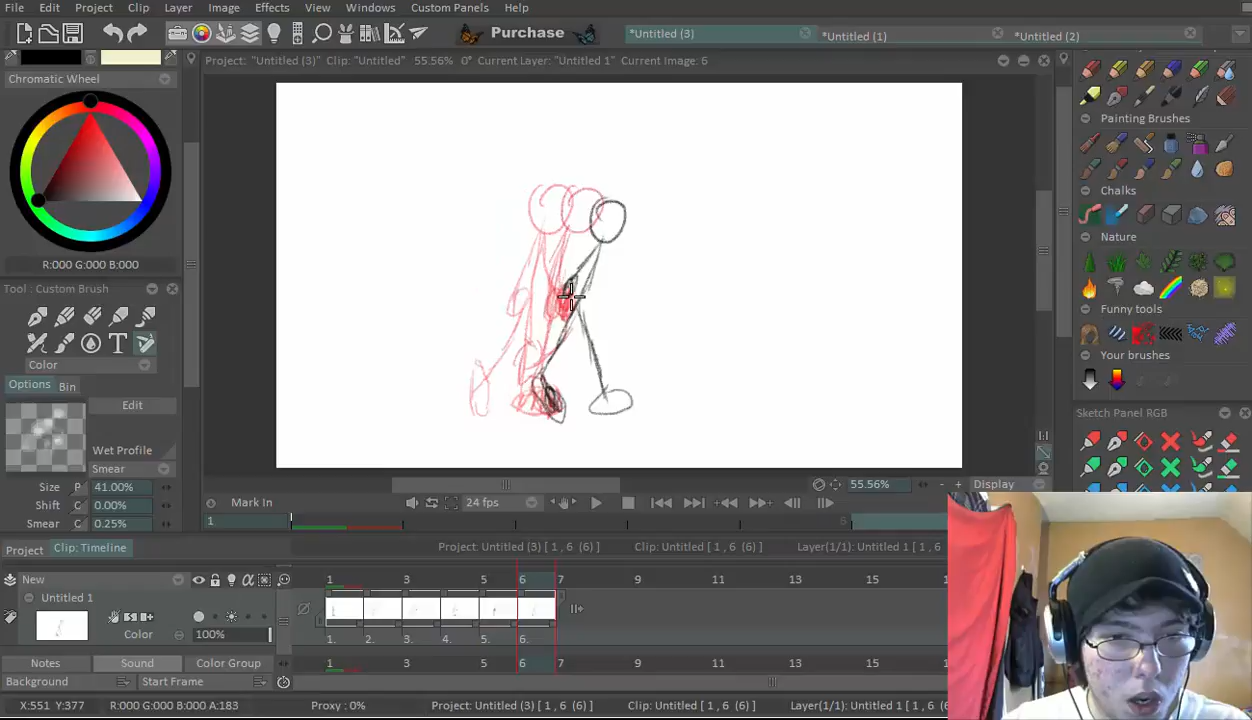 File Edit Project Clip Layer Image Effects View Windows Custom Panels Help
Purchase *Untitled (3) *Untitled (1) *Untitled (2)
Project: "Untitled (3)" Clip: "Untitled" 55.56% 0° Current Layer: "Untitled 1" Current Image: 6
Chromatic Wheel
R:000 G:000 B:000
Tool : Custom Brush
Color
Options Bin
Edit
Wet Profile
Smear
Size P 41.00%
Shift C 0.00%
Smear C 0.25%
Painting Brushes
Chalks
Nature
Funny tools
Your brushes
Sketch Panel RGB
55.56% - + Display
Mark In 24 fps
1 6
Project Clip: Timeline Project: Untitled (3) [ 1 , 6 (6) ] Clip: Untitled [ 1 , 6 (6) ] Layer(1/1): Untitled 1 [ 1 , 6
New 1 3 5 6 7 9 11 13 15
Untitled 1
Color 100% 1. 2. 3. 4. 5. 6.
Notes Sound Color Group 1 3 5 6 7 9 11 13 15
Background Start Frame
X:551 Y:377 R:000 G:000 B:000 A:183 Proxy : 0% Project: Untitled (3) [ 1 , 6 (6) ] Clip: Untitled [ 1 , 6 (6) ] Layer(1/1): Untitled 1 [ 1 , 6